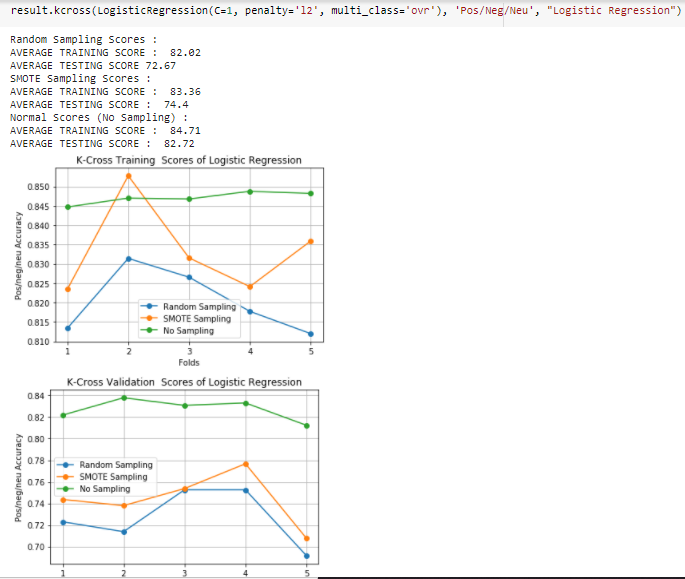 result.kcross(LogisticRegression(C=1, penalty='l2', multi_class='ovr'), 'Pos/Neg/Neu', "Logistic Regression")
Random Sampling Scores :
AVERAGE TRAINING SCORE :  82.02
AVERAGE TESTING SCORE 72.67
SMOTE Sampling Scores :
AVERAGE TRAINING SCORE :  83.36
AVERAGE TESTING SCORE :  74.4
Normal Scores (No Sampling) :
AVERAGE TRAINING SCORE :  84.71
AVERAGE TESTING SCORE :  82.72
K-Cross Training  Scores of Logistic Regression
Pos/neg/neu Accuracy
0.850
0.845
0.840
0.835
0.830
0.825
0.820
0.815
0.810
Random Sampling
SMOTE Sampling
No Sampling
1 2 3 4 5
Folds
K-Cross Validation  Scores of Logistic Regression
Pos/neg/neu Accuracy
0.84
0.82
0.80
0.78
0.76
0.74
0.72
0.70
Random Sampling
SMOTE Sampling
No Sampling
1 2 3 4 5